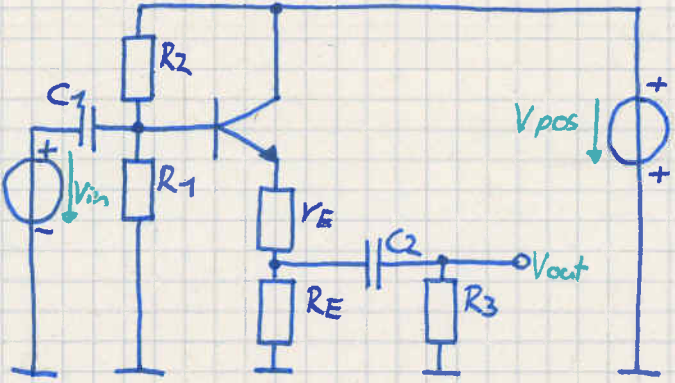 R2
C1
Vpos
+
+
Vin
-
R1
+
rE
C2
Vout
RE
R3